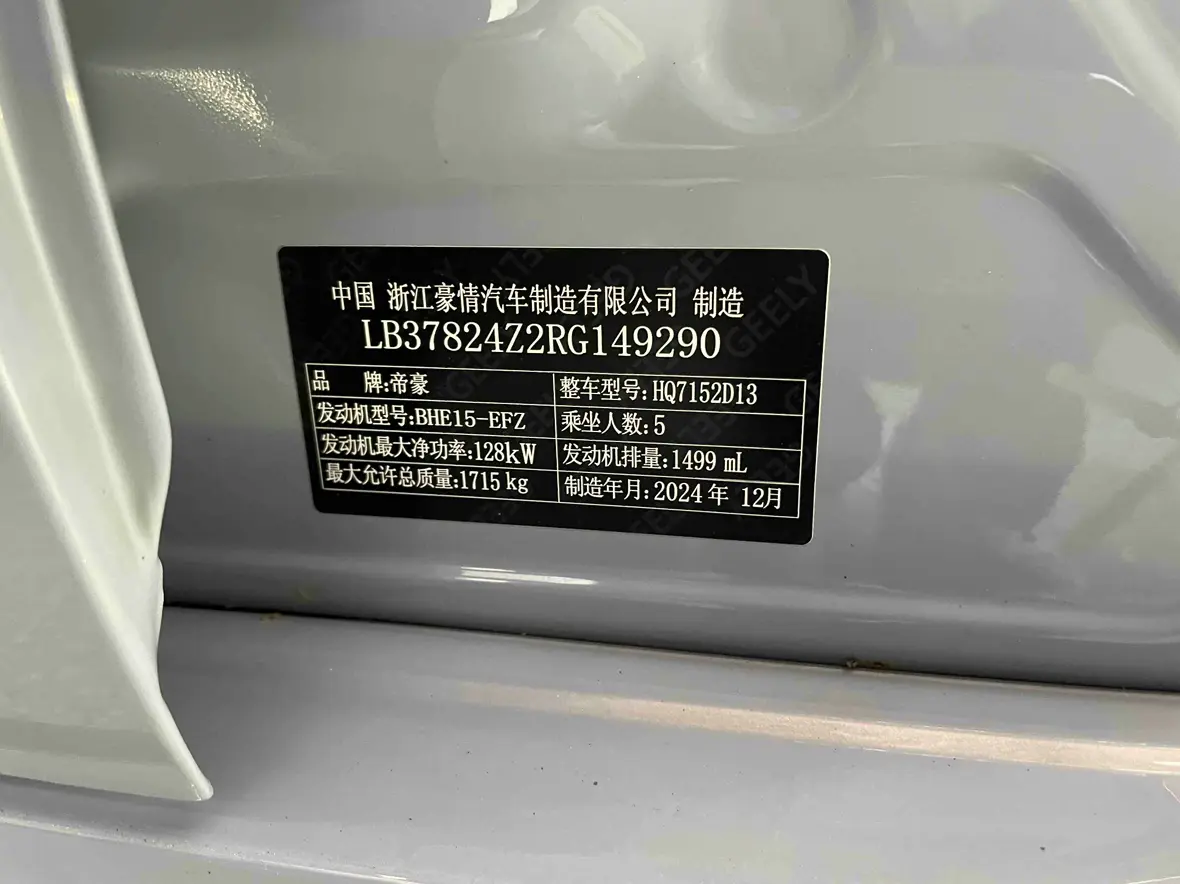 中国 浙江豪情汽车制造有限公司 制造
LB37824Z2RG149290
品 牌:帝豪 整车型号:HQ7152D13
发动机型号:BHE15-EFZ 乘坐人数:5
发动机最大净功率:128kW 发动机排量:1499 mL
最大允许总质量:1715 kg 制造年月:2024 年 12月